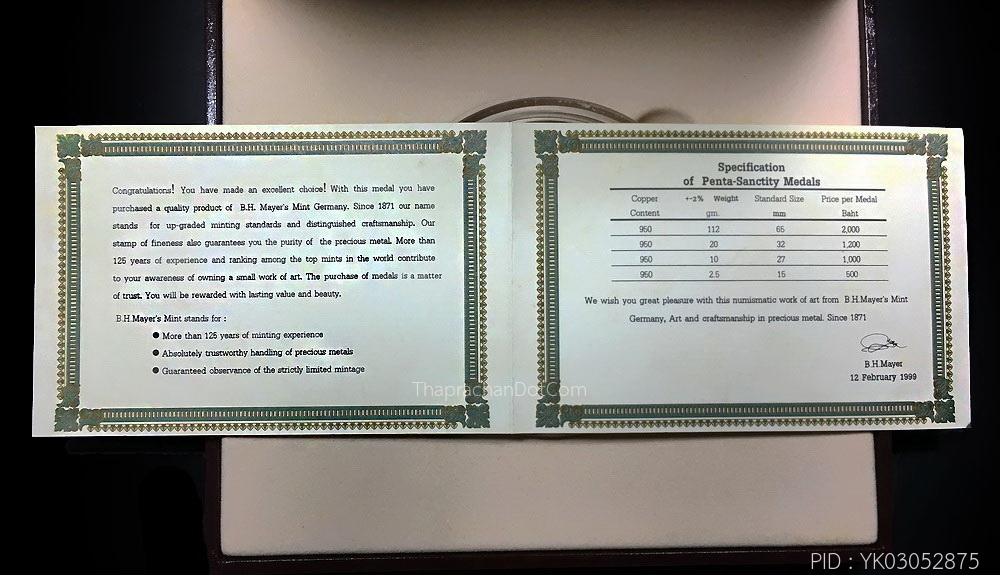 Congratulations! You have made an excellent choice! With this medal you have
purchased a quality product of B.H. Mayer's Mint Germany. Since 1871 our name
stands for up-graded minting standards and distinguished craftsmanship. Our
stamp of fineness also guarantees you the purity of the precious metal. More than
125 years of experience and ranking among the top mints in the world contribute
to your awareness of owning a small work of art. The purchase of medals is a matter
of trust. You will be rewarded with lasting value and beauty.
B.H.Mayer's Mint stands for :
● More than 125 years of minting experience
● Absolutely trustworthy handling of precious metals
● Guaranteed observance of the strictly limited mintage
Specification
of Penta-Sanctity Medals
Copper +-2% Weight Standard Size Price per Medal
Content gm. mm Baht
950 112 65 2,000
950 20 32 1,200
950 10 27 1,000
950 2.5 15 500
We wish you great pleasure with this numismatic work of art from B.H.Mayer's Mint
Germany, Art and craftsmanship in precious metal. Since 1871
B.H.Mayer
12 February 1999
ThaprachanDotCom
PID : YK03052875